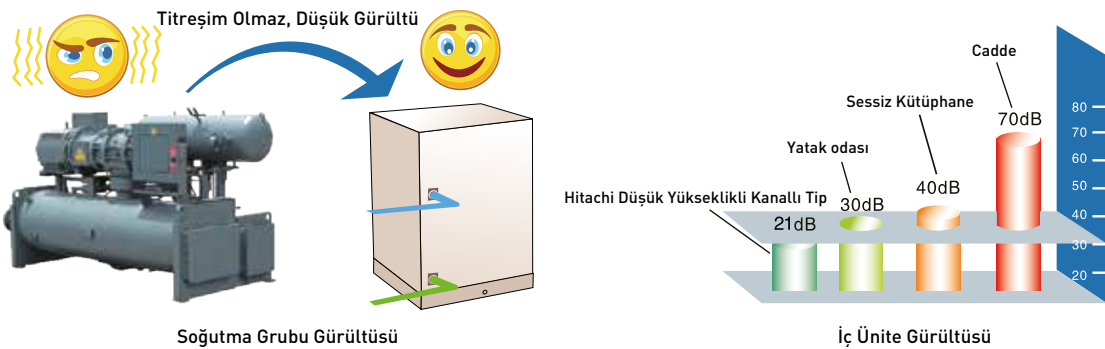 Titreşim Olmaz, Düşük Gürültü
Soğutma Grubu Gürültüsü
Cadde
70dB
Sessiz Kütüphane
40dB
Yatak odası
30dB
Hitachi Düşük Yükseklikli Kanallı Tip
21dB
80
70
60
50
40
30
20
İç Ünite Gürültüsü